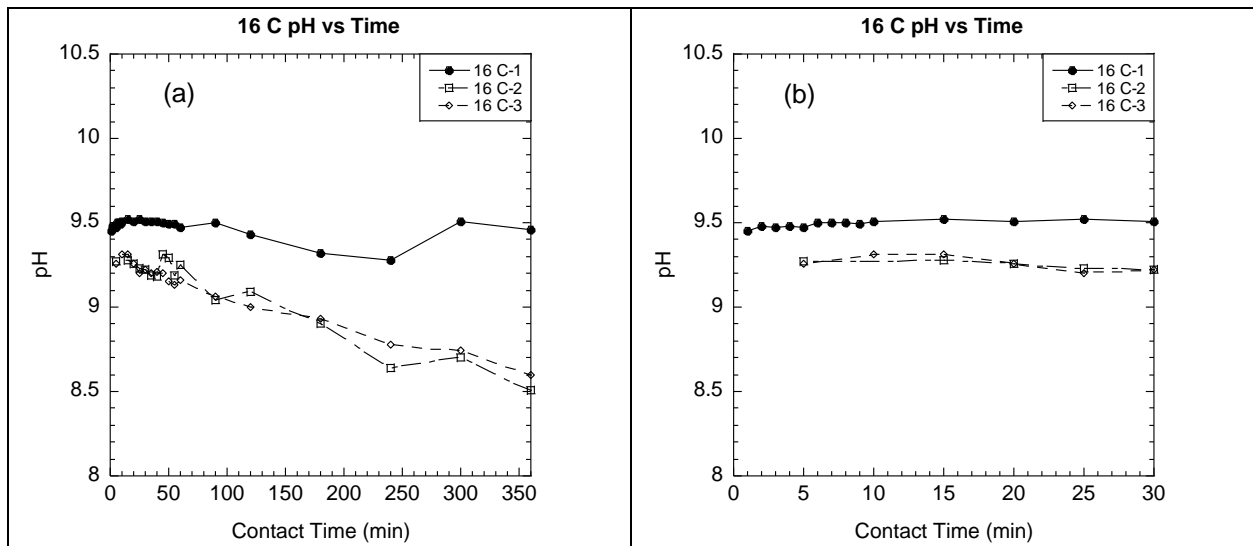 16 C pH vs Time
10.5
10
9.5
9
8.5
8
pH
(a)
16 C-1
16 C-2
16 C-3
0 50 100 150 200 250 300 350
Contact Time (min)
16 C pH vs Time
10.5
10
9.5
9
8.5
8
pH
(b)
16 C-1
16 C-2
16 C-3
0 5 10 15 20 25 30
Contact Time (min)